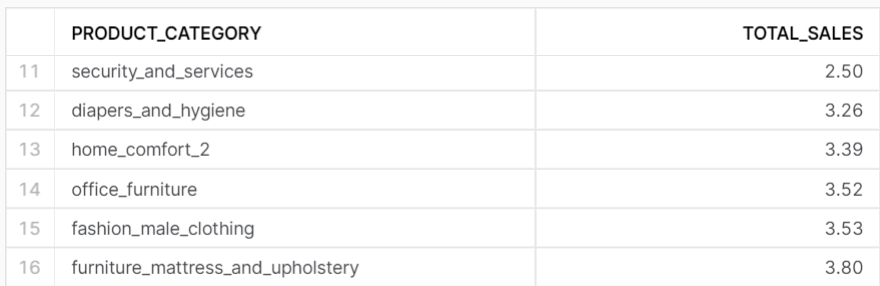 PRODUCT_CATEGORY TOTAL_SALES
11 security_and_services 2.50
12 diapers_and_hygiene 3.26
13 home_comfort_2 3.39
14 office_furniture 3.52
15 fashion_male_clothing 3.53
16 furniture_mattress_and_upholstery 3.80